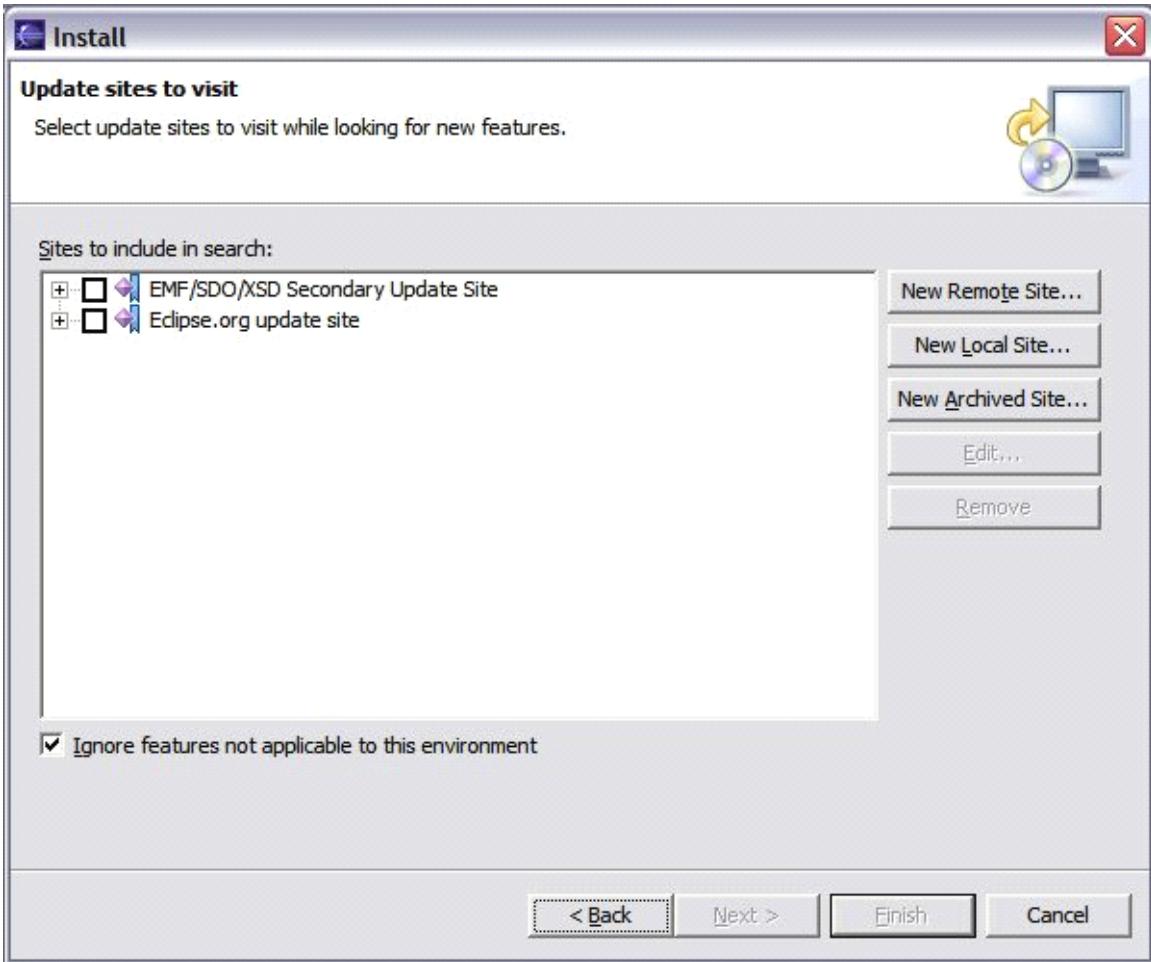 Install
Update sites to visit
Select update sites to visit while looking for new features.
Sites to include in search:
EMF/SDO/XSD Secondary Update Site
Eclipse.org update site
New Remote Site...
New Local Site...
New Archived Site...
Edit...
Remove
Ignore features not applicable to this environment
< Back Next > Finish Cancel